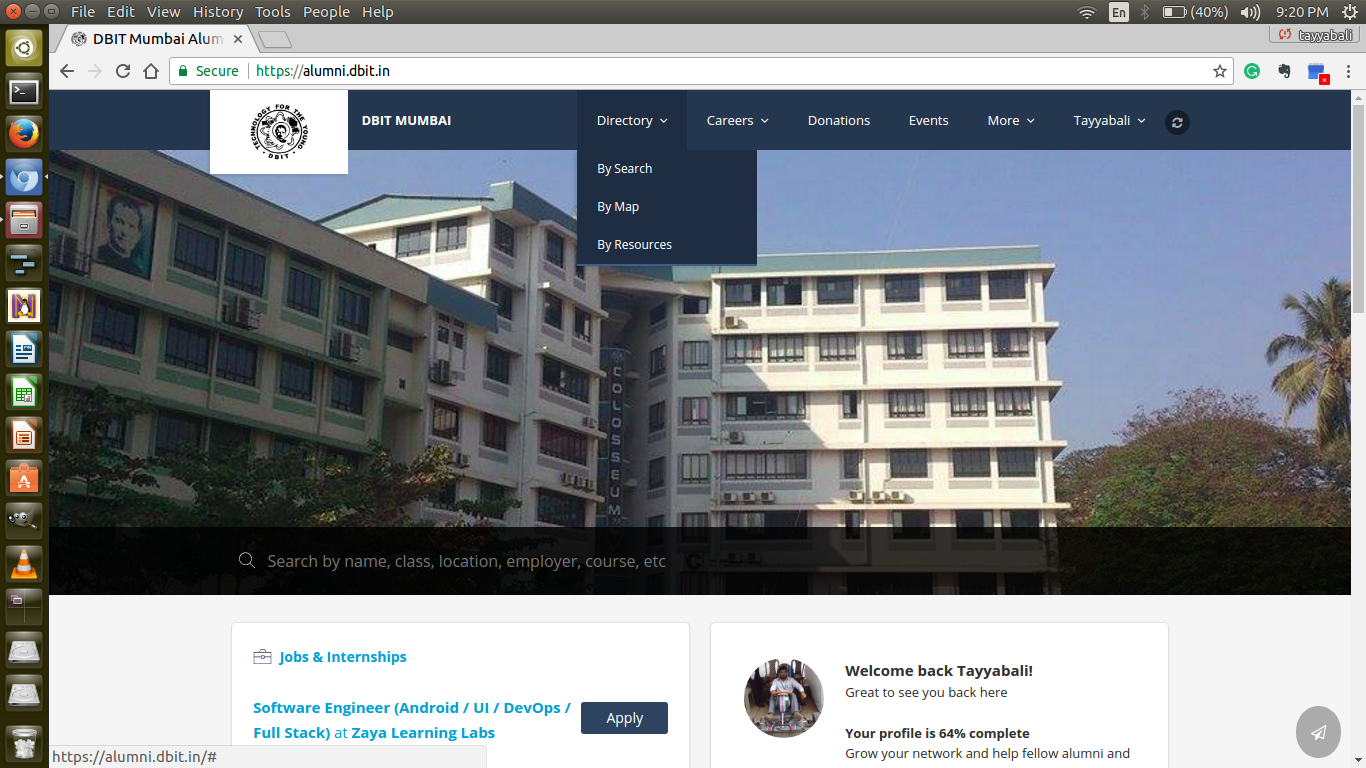 File Edit View History Tools People Help
En
(40%)
9:20 PM
DBIT Mumbai Alum
tayyabali
Secure
https://alumni.dbit.in
TECHNOLOGY FOR THE YOUNG
DBIT
DBIT MUMBAI
Directory
Careers
Donations
Events
More
Tayyabali
By Search
By Map
By Resources
COLOSSEUM
Search by name, class, location, employer, course, etc
Jobs & Internships
Software Engineer (Android / UI / DevOps /
Full Stack) at Zaya Learning Labs
Apply
Welcome back Tayyabali!
Great to see you back here
Your profile is 64% complete
Grow your network and help fellow alumni and
https://alumni.dbit.in/#